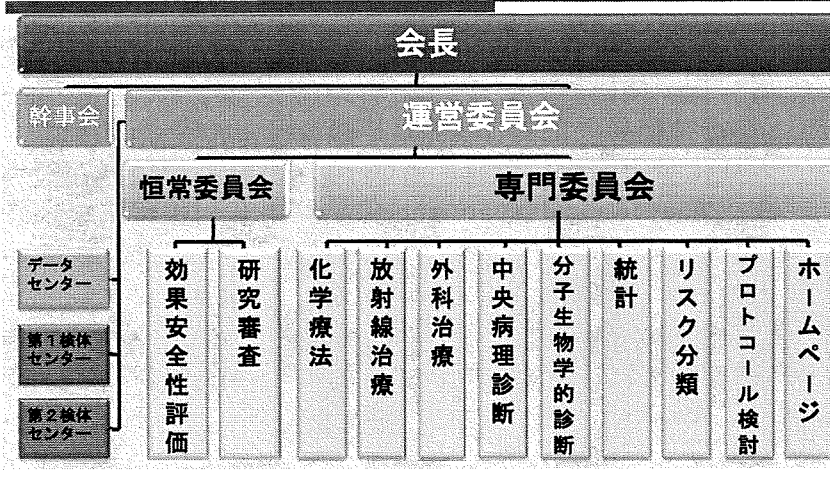 会長
幹事会
運営委員会
恒常委員会
専門委員会
データ
センター
第1検体
センター
第2検体
センター
効果安全性評価
研究審査
化学療法
放射線治療
外科治療
中央病理診断
分子生物学的診断
統計
リスク分類
プロトコール検討
ホームページ